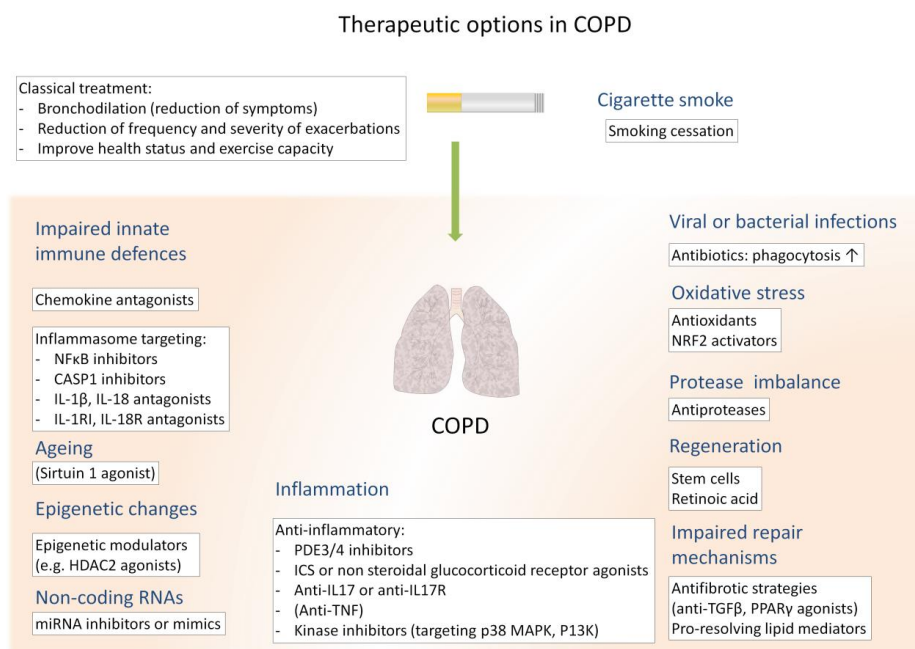 Therapeutic options in COPD
Classical treatment:
- Bronchodilation (reduction of symptoms)
- Reduction of frequency and severity of exacerbations
- Improve health status and exercise capacity
Cigarette smoke
Smoking cessation
Impaired innate
immune defences
Chemokine antagonists
Inflammasome targeting:
- NFκB inhibitors
- CASP1 inhibitors
- IL-1β, IL-18 antagonists
- IL-1RI, IL-18R antagonists
Ageing
(Sirtuin 1 agonist)
Epigenetic changes
Epigenetic modulators
(e.g. HDAC2 agonists)
Non-coding RNAs
miRNA inhibitors or mimics
COPD
Inflammation
Anti-inflammatory:
- PDE3/4 inhibitors
- ICS or non steroidal glucocorticoid receptor agonists
- Anti-IL17 or anti-IL17R
- (Anti-TNF)
- Kinase inhibitors (targeting p38 MAPK, P13K)
Viral or bacterial infections
Antibiotics: phagocytosis ↑
Oxidative stress
Antioxidants
NRF2 activators
Protease imbalance
Antiproteases
Regeneration
Stem cells
Retinoic acid
Impaired repair
mechanisms
Antifibrotic strategies
(anti-TGFβ, PPARγ agonists)
Pro-resolving lipid mediators